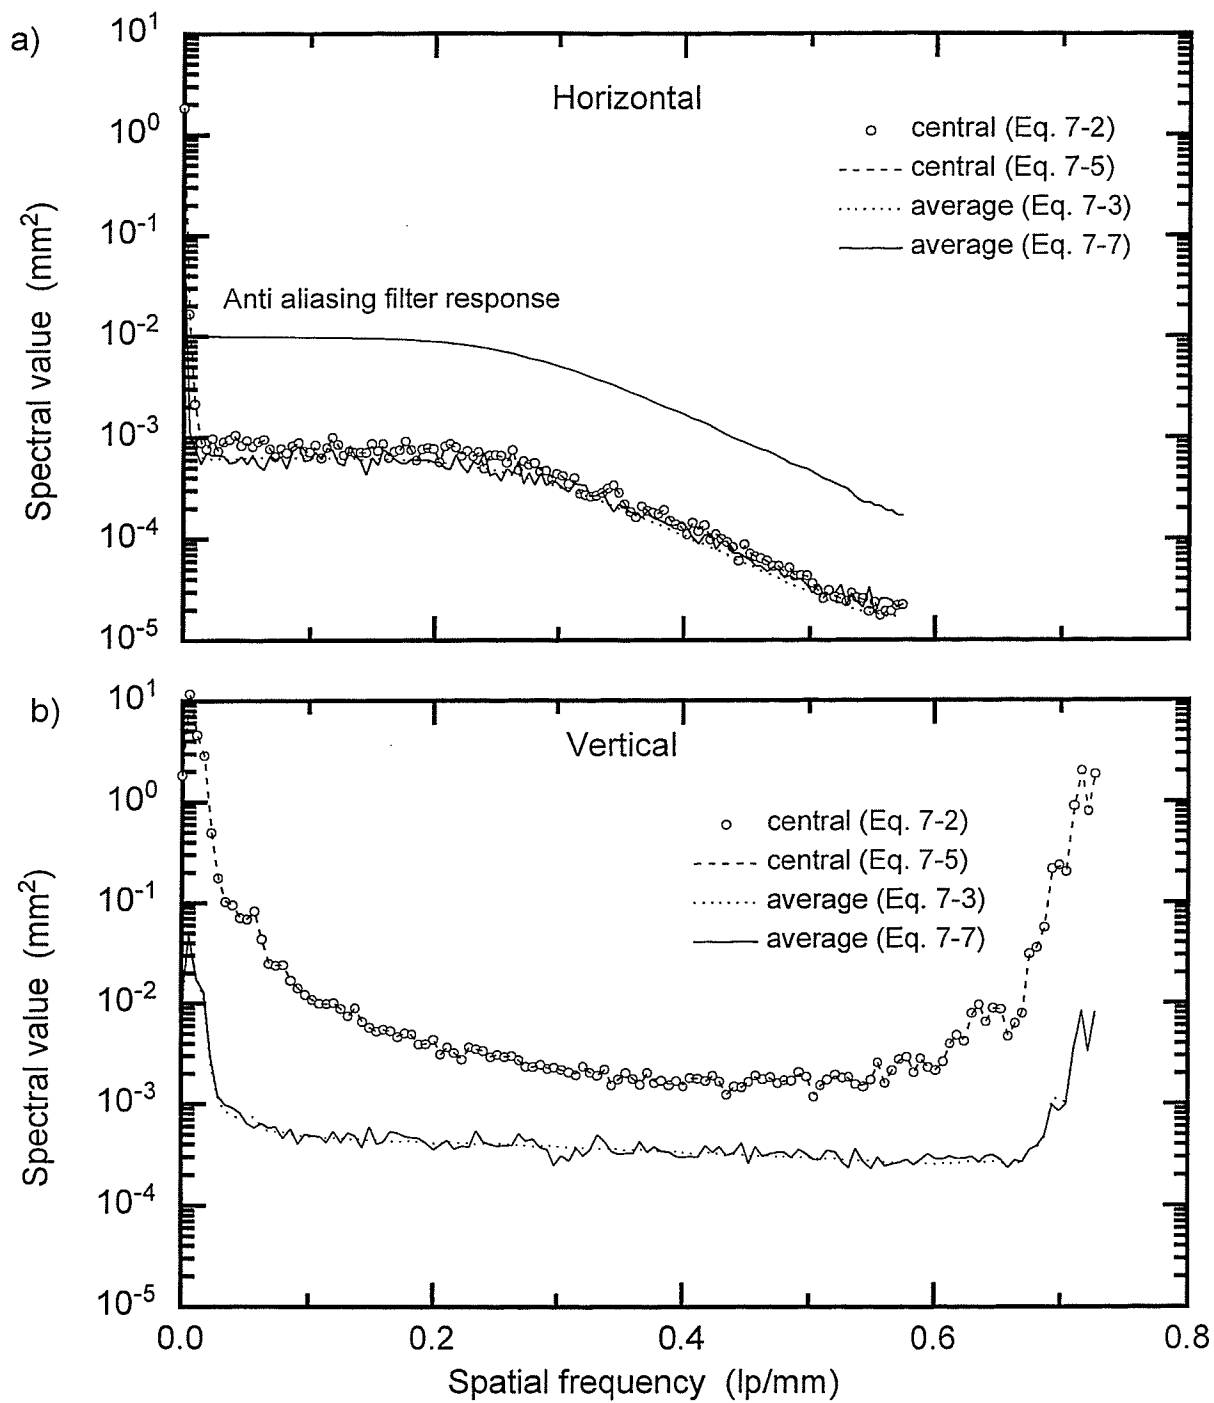 a)
10^1
10^0
10^-1
10^-2
10^-3
10^-4
10^-5
Spectral value (mm^2)
Horizontal
central (Eq. 7-2)
central (Eq. 7-5)
average (Eq. 7-3)
average (Eq. 7-7)
Anti aliasing filter response
b)
10^1
10^0
10^-1
10^-2
10^-3
10^-4
10^-5
Spectral value (mm^2)
Vertical
central (Eq. 7-2)
central (Eq. 7-5)
average (Eq. 7-3)
average (Eq. 7-7)
0.0 0.2 0.4 0.6 0.8
Spatial frequency (lp/mm)